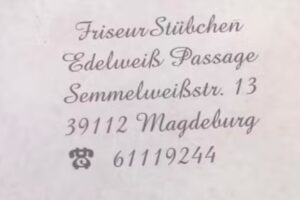 Friseur Stübchen
Edelweiß Passage
Semmelweißstr. 13
39112 Magdeburg
☎ 61119244